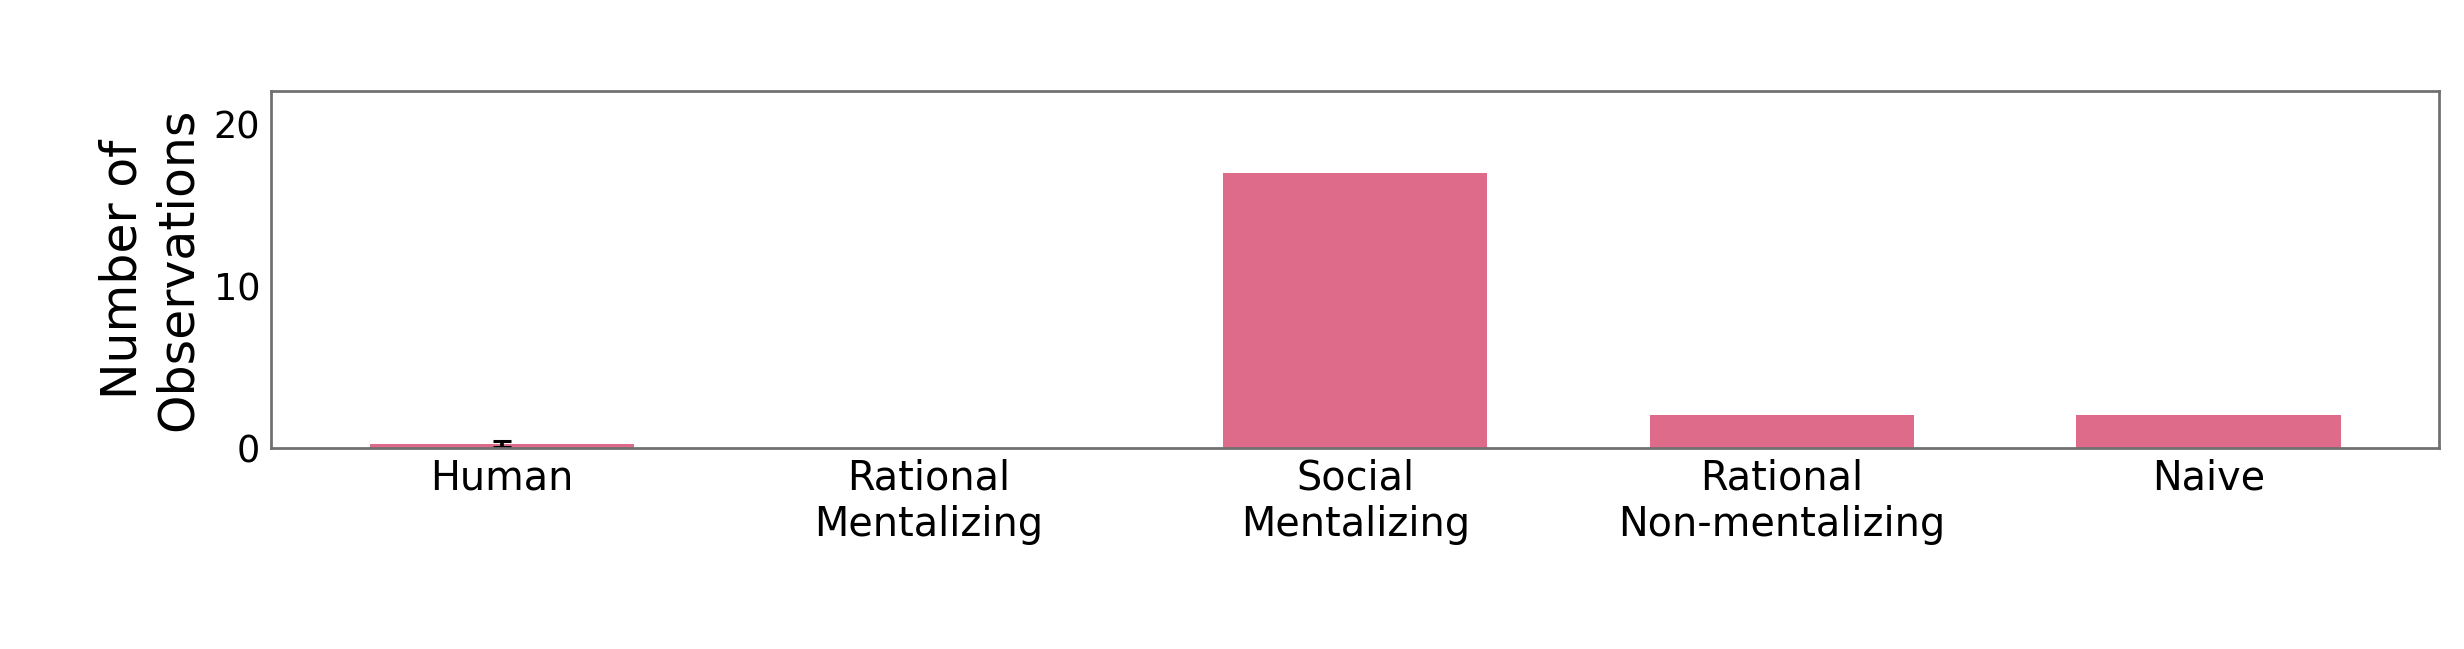 Number of
Observations
20
10
0
Human
Rational
Mentalizing
Social
Mentalizing
Rational
Non-mentalizing
Naive